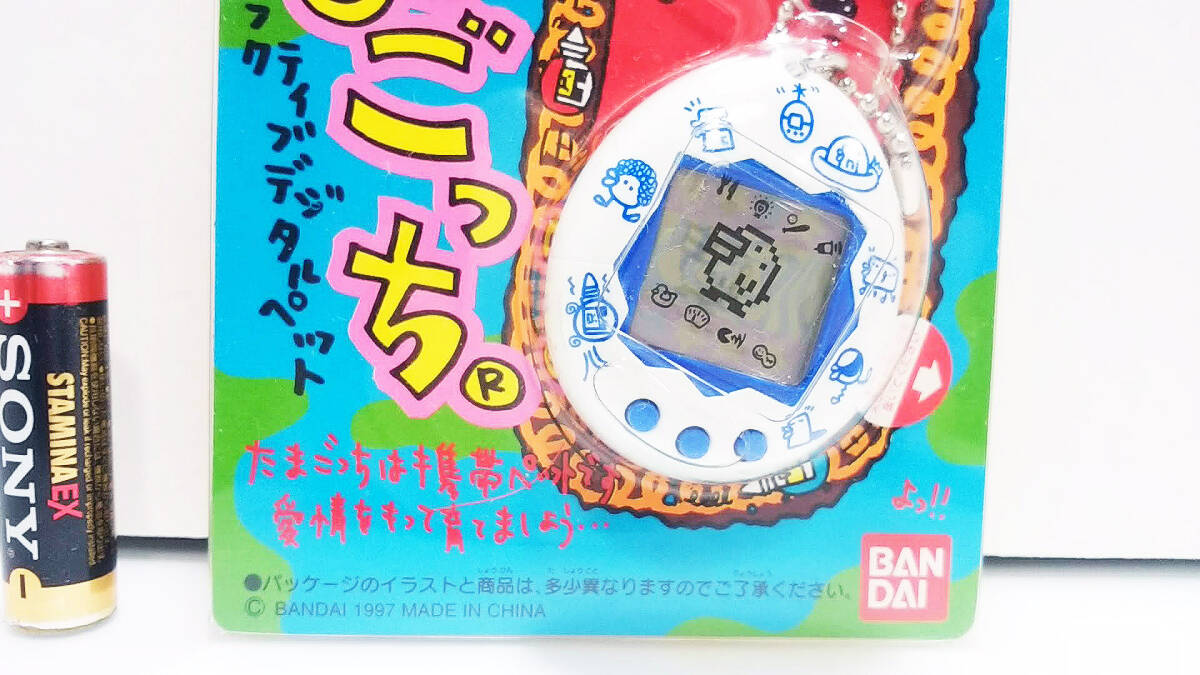 ごっち®
ティブデジタルペット
ック
たまごっちは携帯ペットです
愛情をもって育てましょう…
よっ!!
●パッケージのイラストと商品は、多少異なりますのでご了承ください。
© BANDAI 1997 MADE IN CHINA
BAN
DAI
+
SONY
STAMINA EX
-